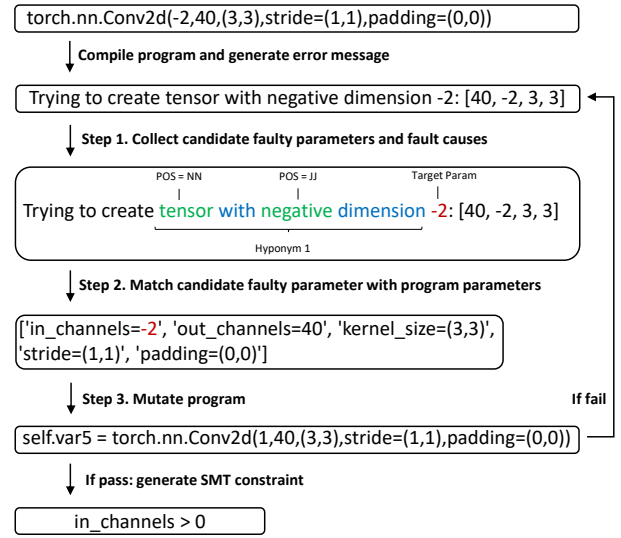 torch.nn.Conv2d(-2,40,(3,3),stride=(1,1),padding=(0,0))
Compile program and generate error message
Trying to create tensor with negative dimension -2: [40, -2, 3, 3]
Step 1. Collect candidate faulty parameters and fault causes
POS = NN POS = JJ Target Param
Trying to create tensor with negative dimension -2: [40, -2, 3, 3]
Hyponym 1
Step 2. Match candidate faulty parameter with program parameters
['in_channels=-2', 'out_channels=40', 'kernel_size=(3,3)',
'stride=(1,1)', 'padding=(0,0)']
Step 3. Mutate program
If fail
self.var5 = torch.nn.Conv2d(1,40,(3,3),stride=(1,1),padding=(0,0))
If pass: generate SMT constraint
in_channels > 0